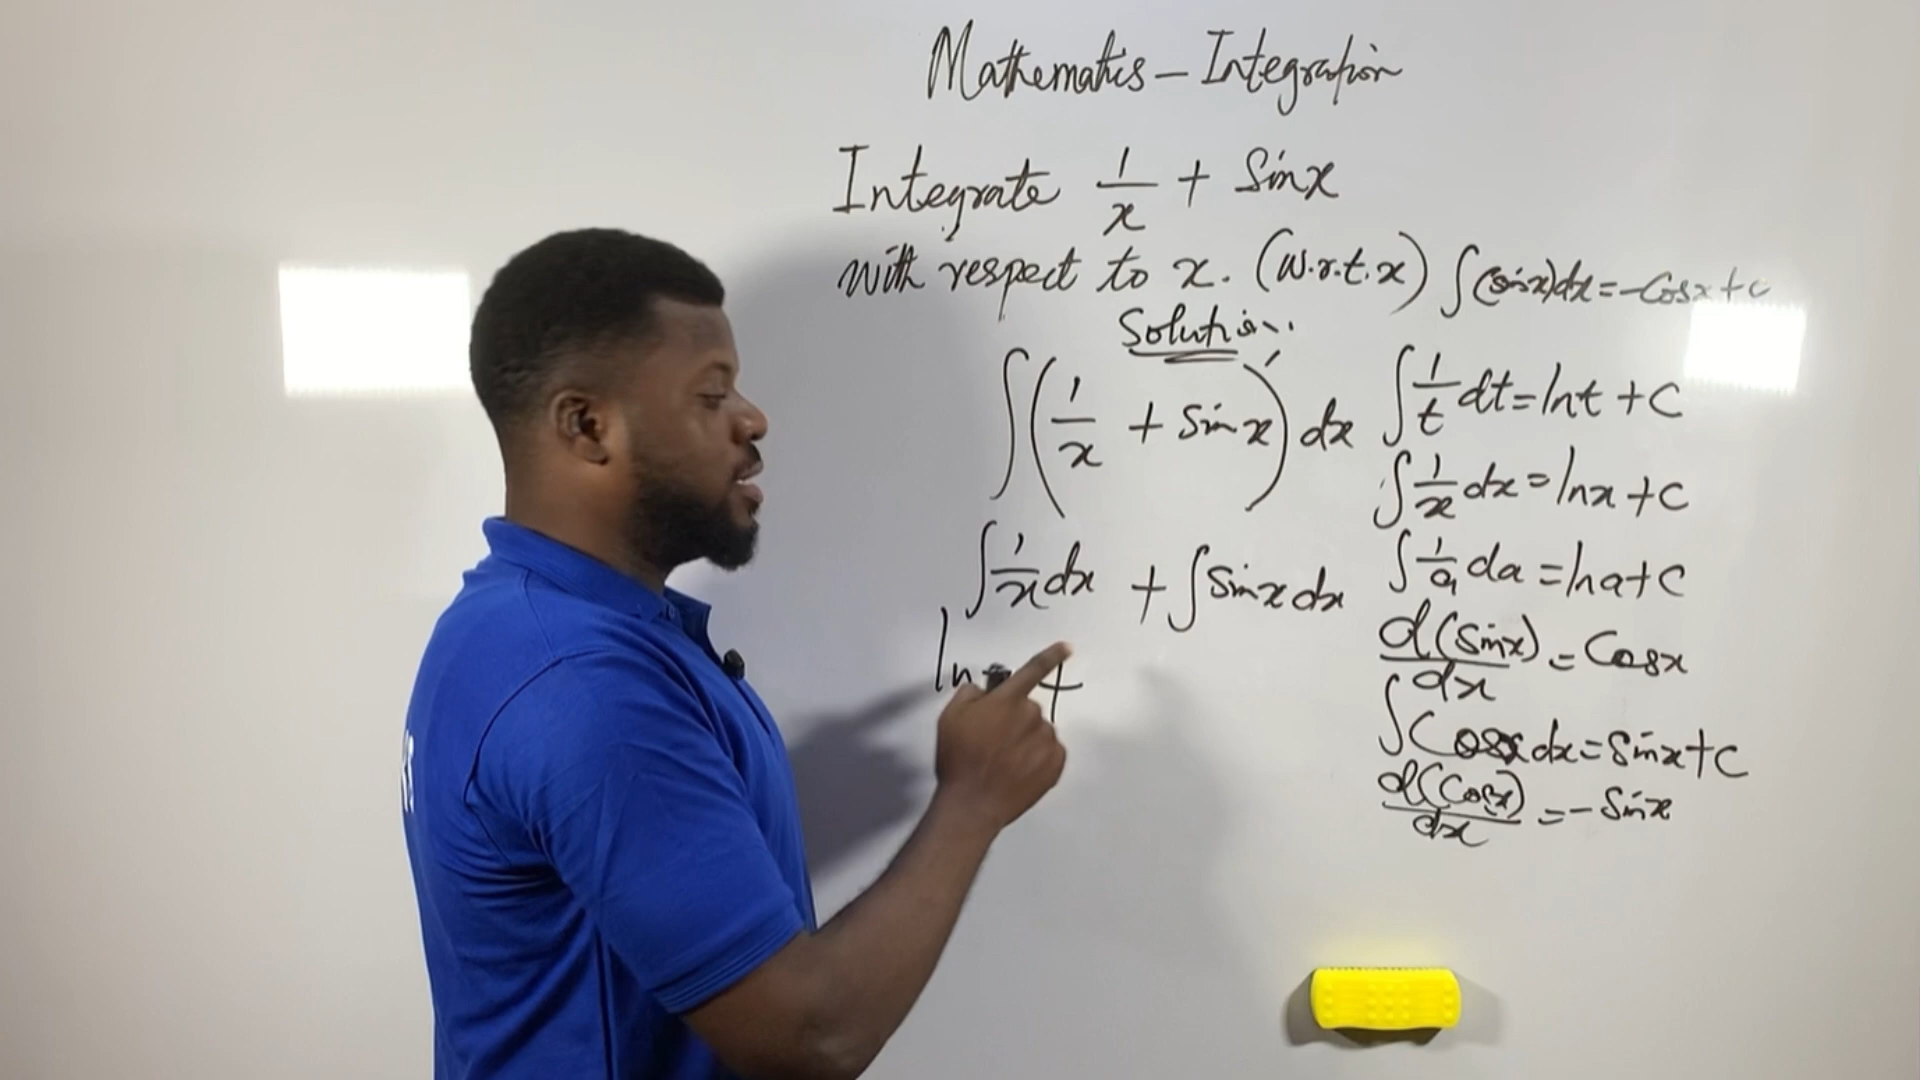 Mathematics - Integration
Integrate 1/x + Sinx
with respect to x. (w.r.t.x)
∫(sinx)dx = -Cosx + c
Solution.
∫(1/x + Sinx) dx
∫1/x dx + ∫sinx dx
ln +
∫1/t dt = lnt + C
∫1/x dx = lnx + C
∫1/a da = lna + C
d(Sinx)/dx = Cosx
∫Cosx dx = Sinx + C
d(Cosx)/dx = - Sinx